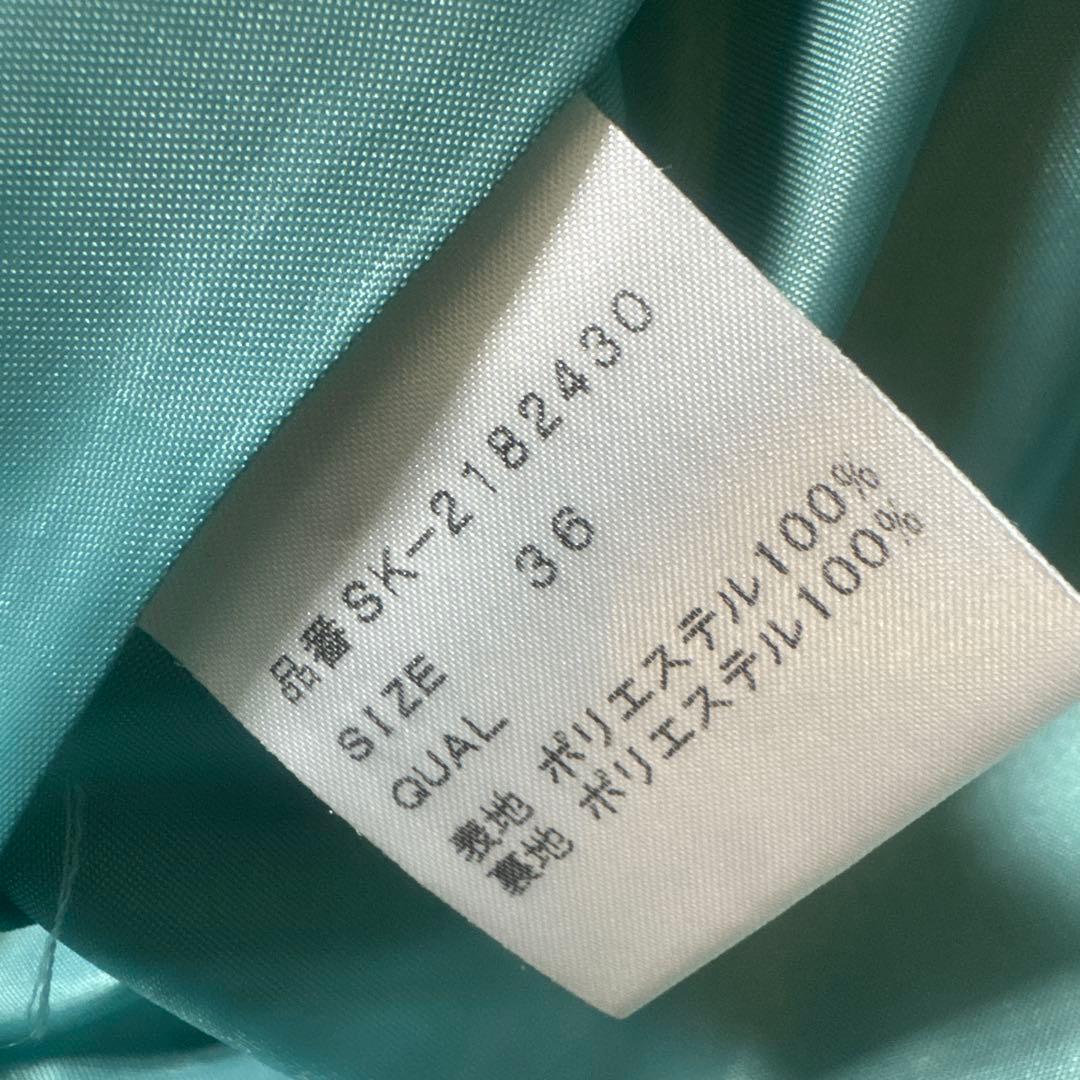 品番SK-2182430
SIZE 36
QUAL
表地 ポリエステル100%
裏地 ポリエステル100%